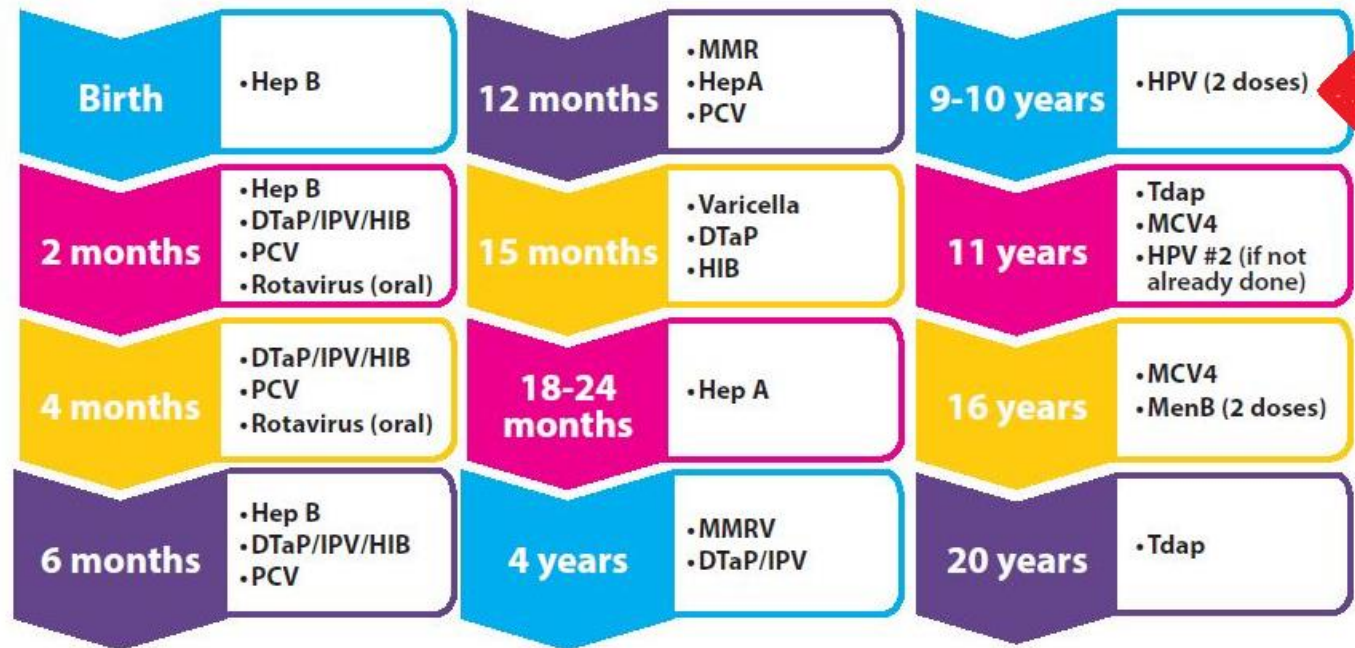 Birth
•Hep B
2 months
•Hep B
•DTaP/IPV/HIB
•PCV
•Rotavirus (oral)
4 months
•DTaP/IPV/HIB
•PCV
•Rotavirus (oral)
6 months
•Hep B
•DTaP/IPV/HIB
•PCV
12 months
•MMR
•HepA
•PCV
15 months
•Varicella
•DTaP
•HIB
18-24
months
•Hep A
4 years
•MMRV
•DTaP/IPV
9-10 years
•HPV (2 doses)
11 years
•Tdap
•MCV4
•HPV #2 (if not
already done)
16 years
•MCV4
•MenB (2 doses)
20 years
•Tdap